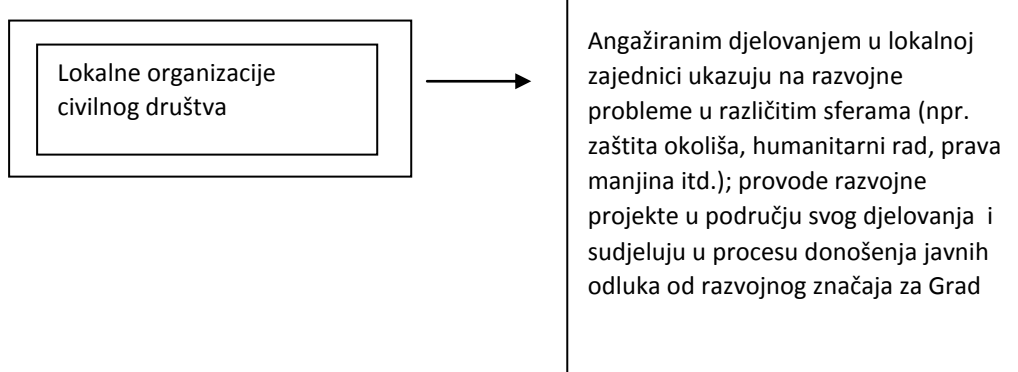 Lokalne organizacije
civilnog društva
Angažiranim djelovanjem u lokalnoj
zajednici ukazuju na razvojne
probleme u različitim sferama (npr.
zaštita okoliša, humanitarni rad, prava
manjina itd.); provode razvojne
projekte u području svog djelovanja  i
sudjeluju u procesu donošenja javnih
odluka od razvojnog značaja za Grad